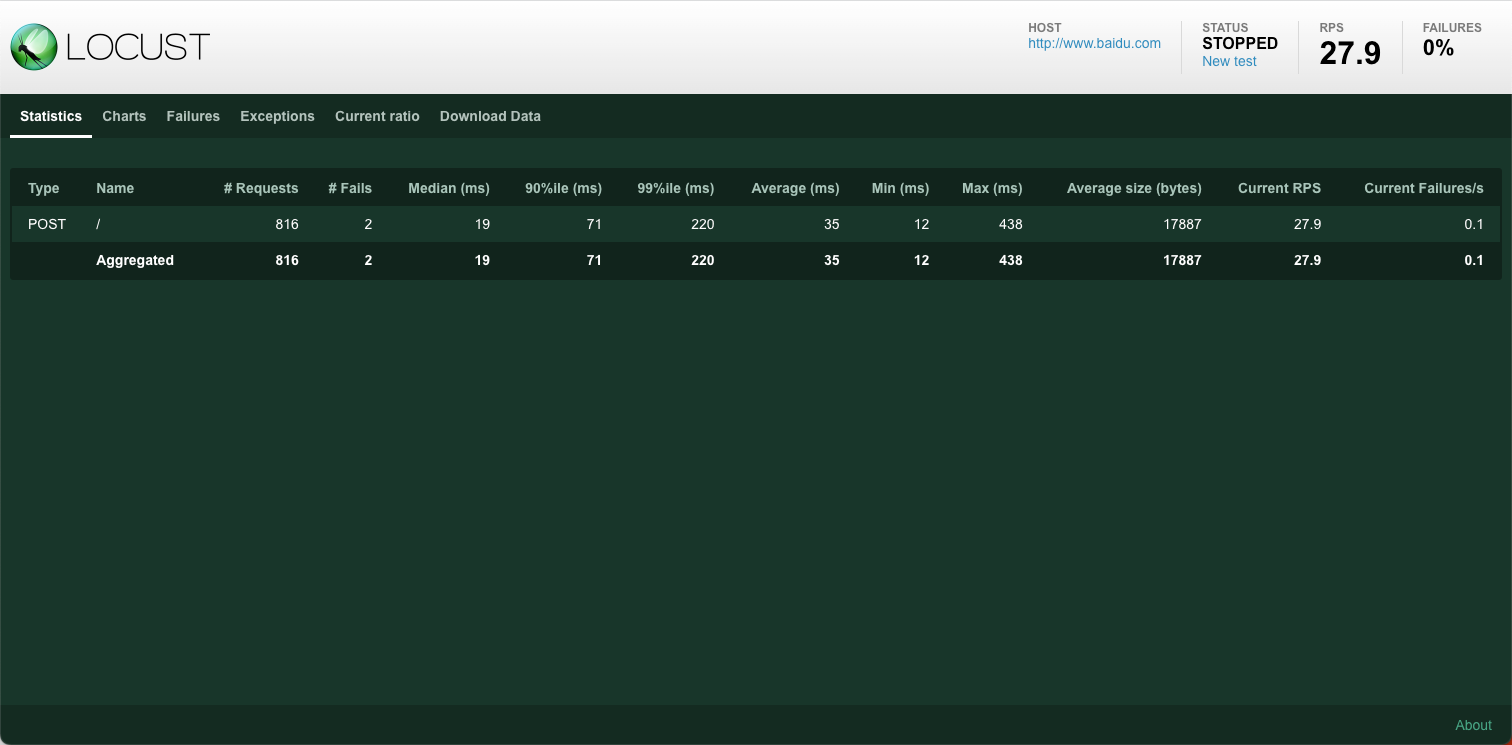 LOCUST
HOST
http://www.baidu.com
STATUS
STOPPED
New test
RPS
27.9
FAILURES
0%
Statistics Charts Failures Exceptions Current ratio Download Data
Type Name # Requests # Fails Median (ms) 90%ile (ms) 99%ile (ms) Average (ms) Min (ms) Max (ms) Average size (bytes) Current RPS Current Failures/s
POST / 816 2 19 71 220 35 12 438 17887 27.9 0.1
Aggregated 816 2 19 71 220 35 12 438 17887 27.9 0.1
About